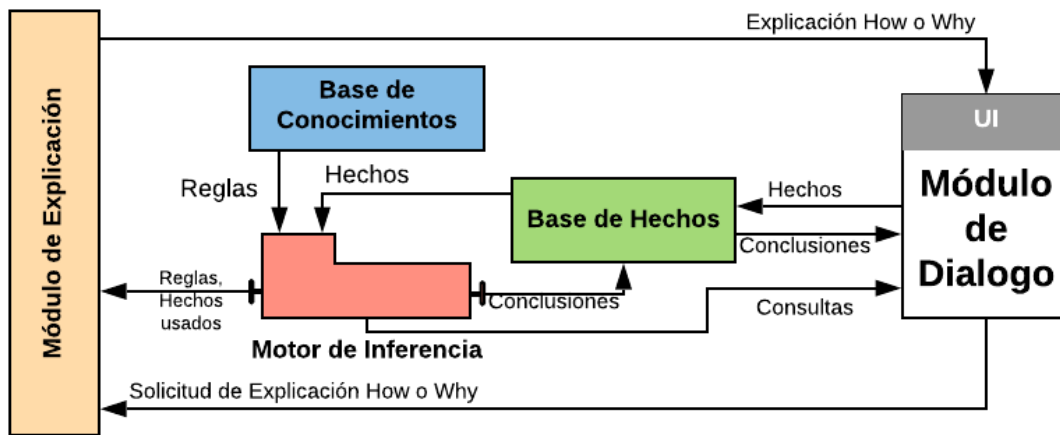 Explicación How o Why
Módulo de Explicación
Base de
Conocimientos
UI
Reglas
Hechos
Base de Hechos
Hechos
Conclusiones
Módulo
de
Dialogo
Reglas,
Hechos
usados
Conclusiones
Consultas
Motor de Inferencia
Solicitud de Explicación How o Why